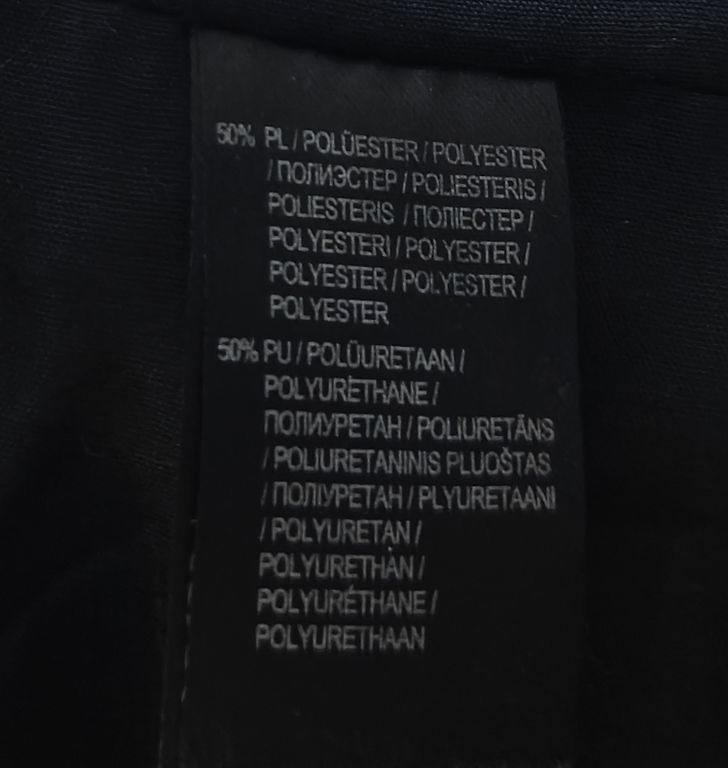 50% PL / POLÜESTER / POLYESTER
/ ПОЛИЭСТЕР / POLIESTERIS /
POLIESTERIS / ПОЛІЕСТЕР /
POLYESTERI / POLYESTER /
POLYESTER / POLYESTER /
POLYESTER
50% PU / POLÜURETAAN /
POLYURETHANE /
ПОЛИУРЕТАН / POLIURETĀNS
/ POLIURETANINIS PLUOŠTAS
/ ПОЛІУРЕТАН / PLYURETAANI
/ POLYURETAN /
POLYURETHAN /
POLYURÉTHANE /
POLYURETHAAN